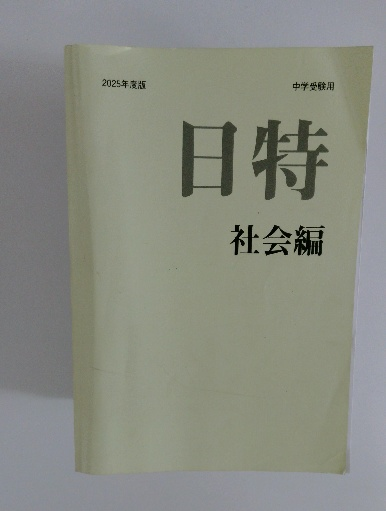 2025年度版
中学受験用
日特
社会編